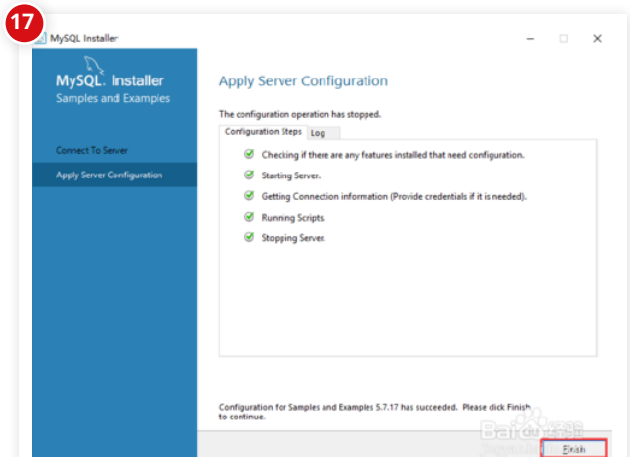 17
MySQL Installer
MySQL. Installer
Samples and Examples
Connect To Server
Apply Server Configuration
Apply Server Configuration
The configuration operation has stopped.
Configuration Steps Log
Checking if there are any features installed that need configuration.
Starting Server.
Getting Connection information (Provide credentials if it is needed).
Running Scripts.
Stopping Server.
Configuration for Samples and Examples 5.7.17 has succeeded. Please click Finish
to continue.
Baidu 经验
Finish